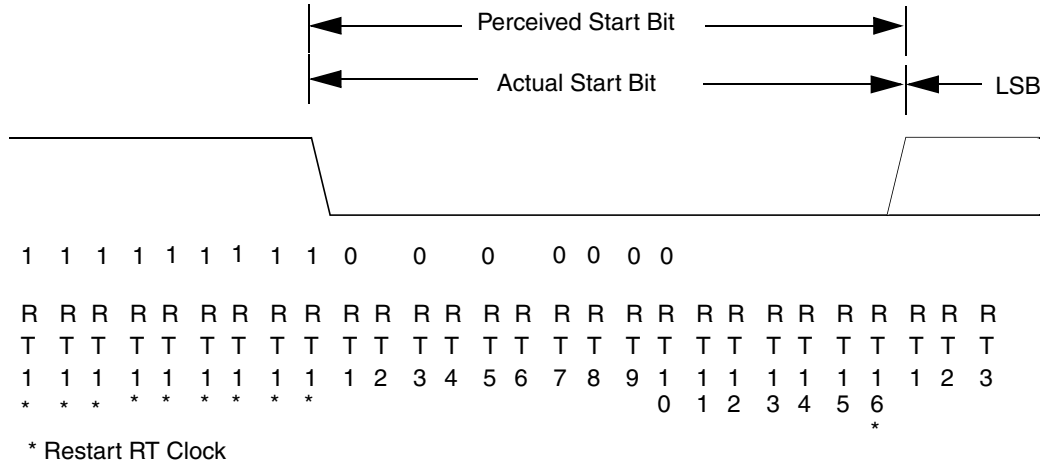 Perceived Start Bit
Actual Start Bit
LSB
1 1 1 1 1 1 1 1 1 0 0 0 0 0 0 0
R R R R R R R R R R R R R R R R R R R R R R R R R R R R
T T T T T T T T T T T T T T T T T T T T T T T T T T T T
1 1 1 1 1 1 1 1 1 1 2 3 4 5 6 7 8 9 1 1 1 1 1 1 1 1 2 3
* * * * * * * * * 0 1 2 3 4 5 6
*
* Restart RT Clock